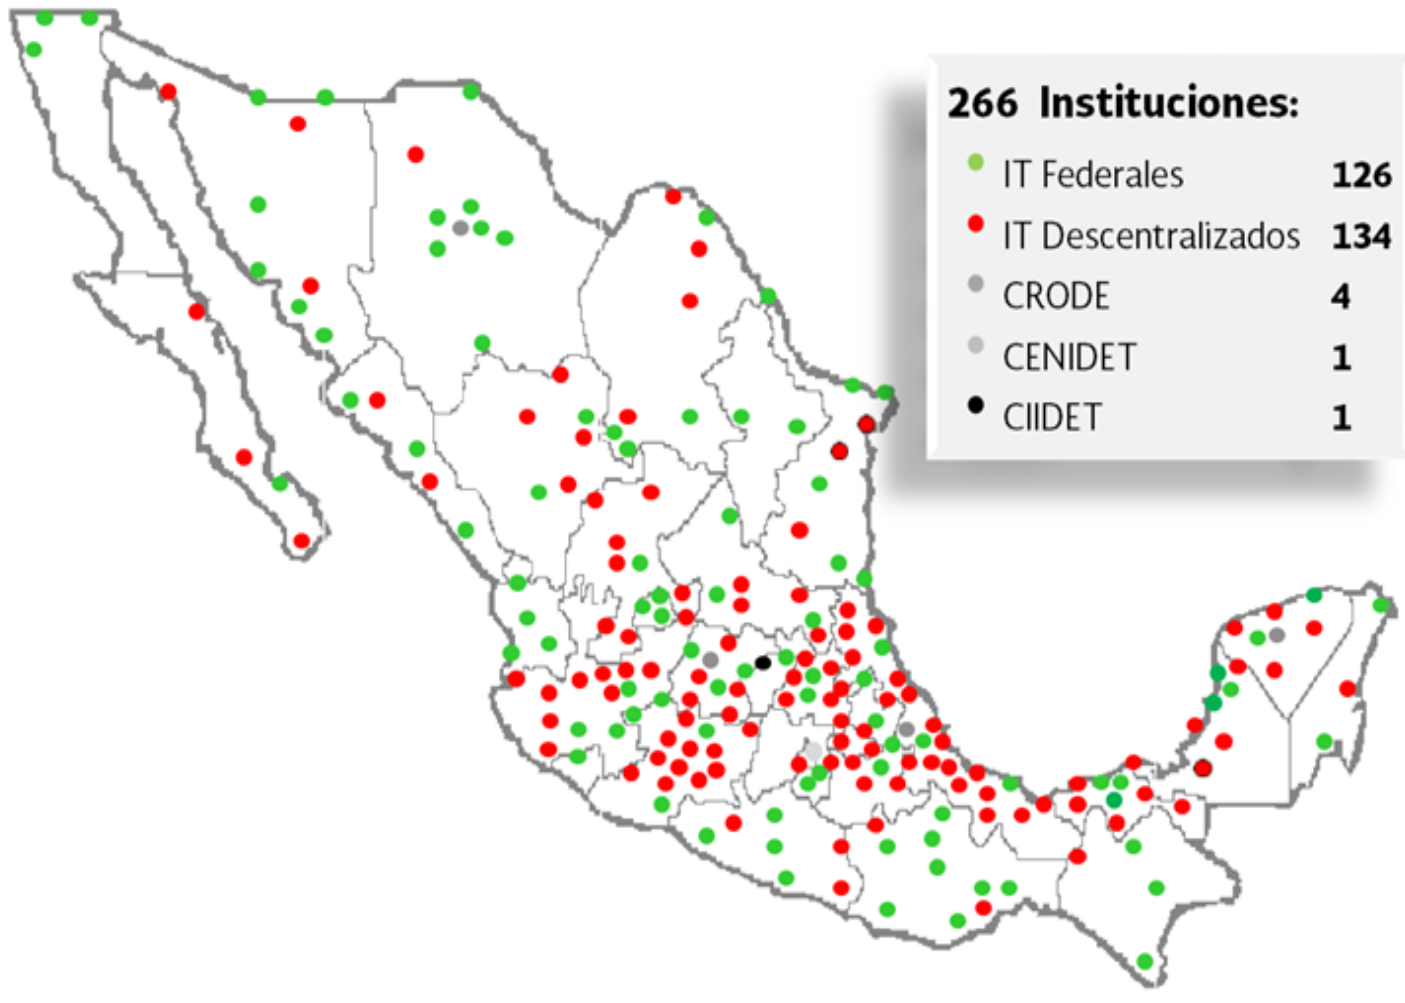 266 Instituciones:
IT Federales 126
IT Descentralizados 134
CRODE 4
CENIDET 1
CIIDET 1